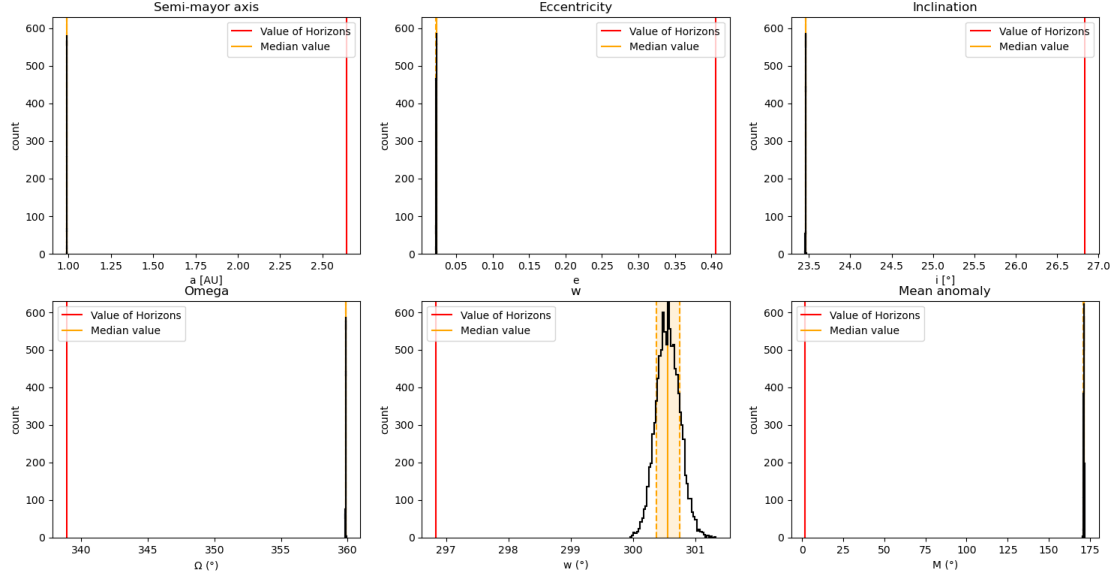 Semi-mayor axis
600
500
400
300
200
100
0
count
Value of Horizons
Median value
1.00 1.25 1.50 1.75 2.00 2.25 2.50
a [AU]
Eccentricity
600
500
400
300
200
100
0
count
Value of Horizons
Median value
0.05 0.10 0.15 0.20 0.25 0.30 0.35 0.40
e
Inclination
600
500
400
300
200
100
0
count
Value of Horizons
Median value
23.5 24.0 24.5 25.0 25.5 26.0 26.5 27.0
i [°]
Omega
600
500
400
300
200
100
0
count
Value of Horizons
Median value
340 345 350 355 360
Ω (°)
w
600
500
400
300
200
100
0
count
Value of Horizons
Median value
297 298 299 300 301
w (°)
Mean anomaly
600
500
400
300
200
100
0
count
Value of Horizons
Median value
0 25 50 75 100 125 150 175
M (°)